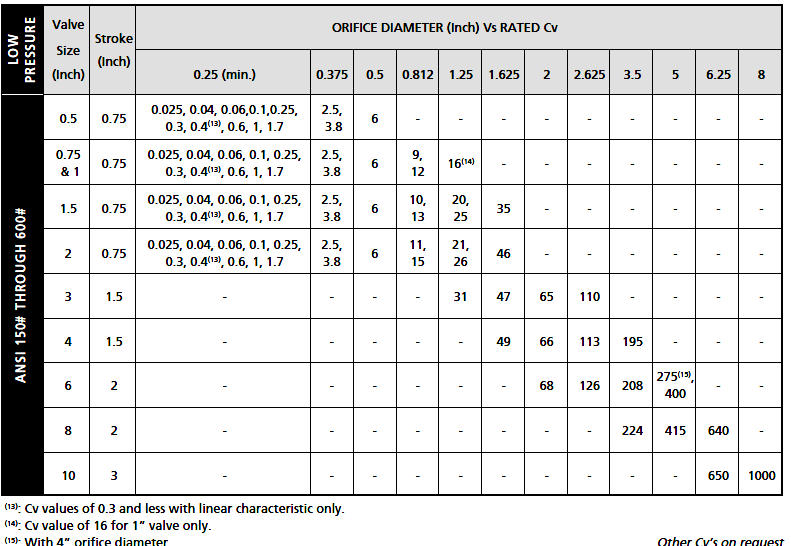 LOW PRESSURE
Valve Size (Inch) Stroke (Inch) ORIFICE DIAMETER (Inch) Vs RATED Cv
0.25 (min.) 0.375 0.5 0.812 1.25 1.625 2 2.625 3.5 5 6.25 8
ANSI 150# THROUGH 600#
0.5 0.75 0.025, 0.04, 0.06,0.1,0.25, 0.3, 0.4(13), 0.6, 1, 1.7 2.5, 3.8 6 - - - - - - - - -
0.75 & 1 0.75 0.025, 0.04, 0.06, 0.1, 0.25, 0.3, 0.4(13), 0.6, 1, 1.7 2.5, 3.8 6 9, 12 16(14) - - - - - - -
1.5 0.75 0.025, 0.04, 0.06, 0.1, 0.25, 0.3, 0.4(13), 0.6, 1, 1.7 2.5, 3.8 6 10, 13 20, 25 35 - - - - - -
2 0.75 0.025, 0.04, 0.06, 0.1, 0.25, 0.3, 0.4(13), 0.6, 1, 1.7 2.5, 3.8 6 11, 15 21, 26 46 - - - - - -
3 1.5 - - - - 31 47 65 110 - - - -
4 1.5 - - - - - 49 66 113 195 - - -
6 2 - - - - - - 68 126 208 275(15), 400 - -
8 2 - - - - - - - - 224 415 640 -
10 3 - - - - - - - - - - 650 1000
(13)- Cv values of 0.3 and less with linear characteristic only.
(14)- Cv value of 16 for 1” valve only.
(15)- With 4” orifice diameter
Other Cv's on request